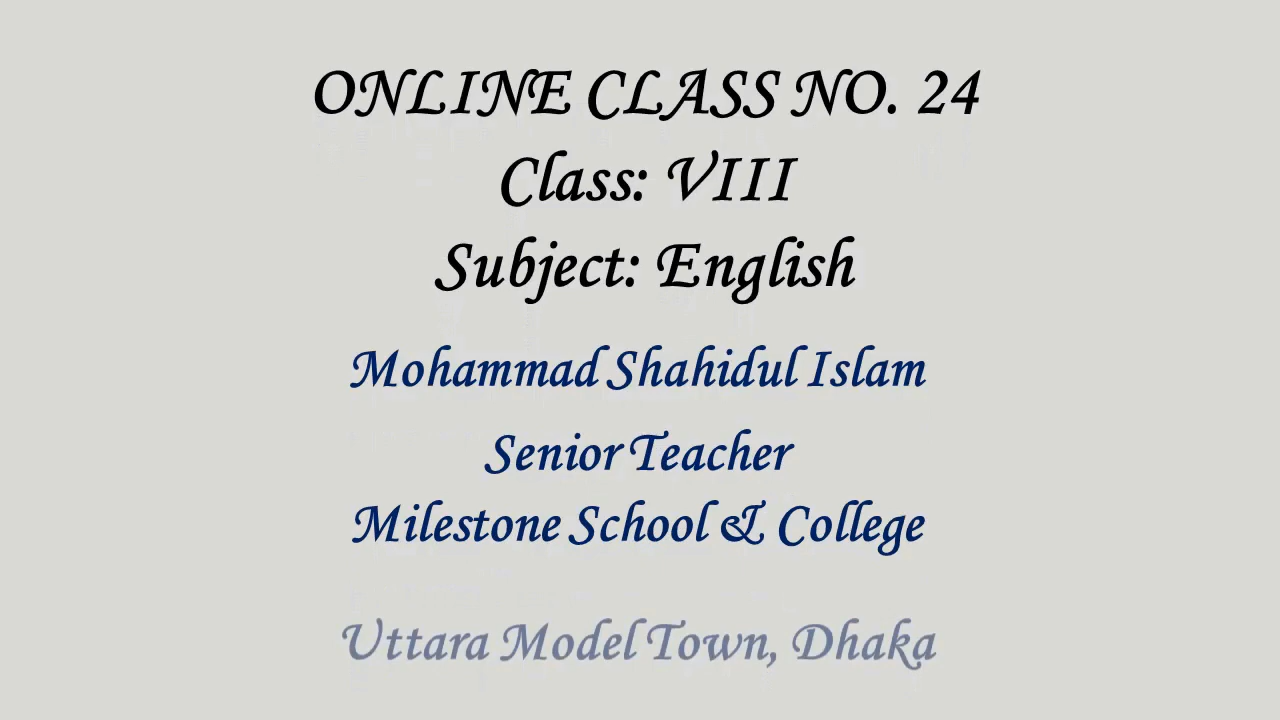 ONLINE CLASS NO. 24
Class: VIII
Subject: English
Mohammad Shahidul Islam
Senior Teacher
Milestone School & College
Uttara Model Town, Dhaka